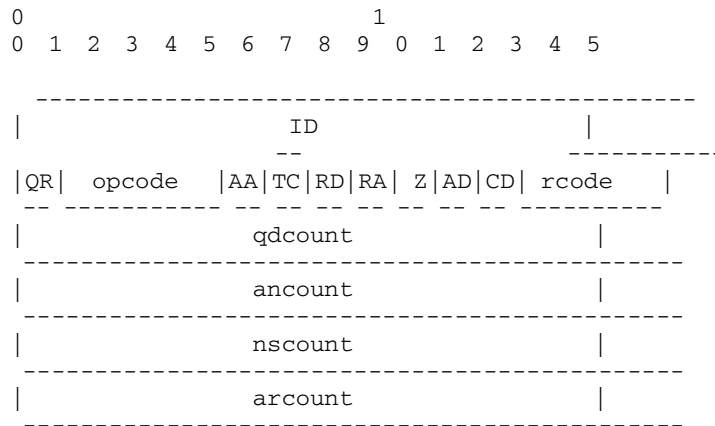 0 1
0 1 2 3 4 5 6 7 8 9 0 1 2 3 4 5
----------------------------------------------
| ID |
-- -----------
|QR| opcode |AA|TC|RD|RA| Z|AD|CD| rcode |
-- ----------- -- -- -- -- -- -- -- ----------
| qdcount |
----------------------------------------------
| ancount |
----------------------------------------------
| nscount |
----------------------------------------------
| arcount |
----------------------------------------------